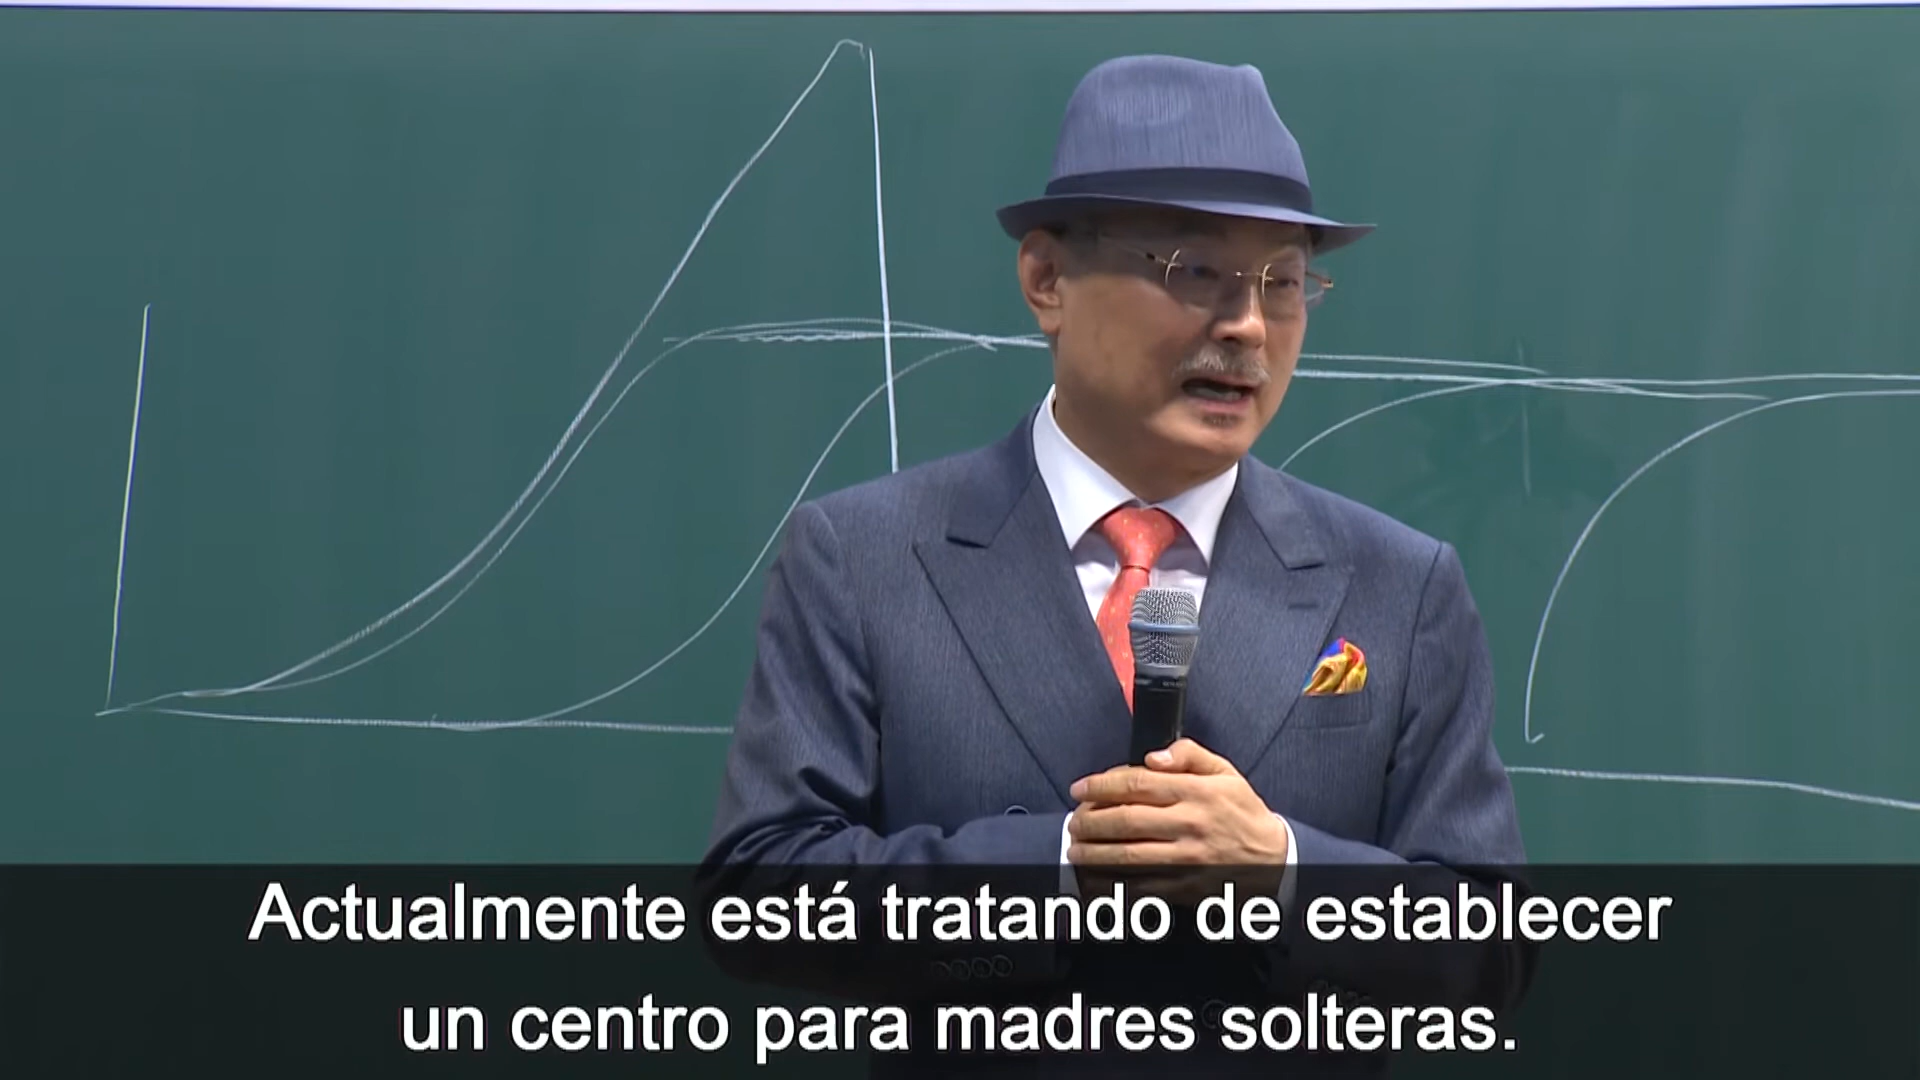 Actualmente está tratando de establecer
un centro para madres solteras.